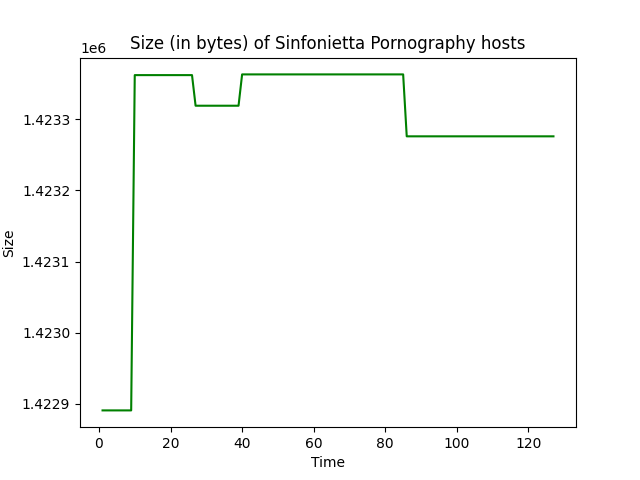 Size (in bytes) of Sinfonietta Pornography hosts
1e6
1.4233
1.4232
1.4231
1.4230
1.4229
Size
0 20 40 60 80 100 120
Time